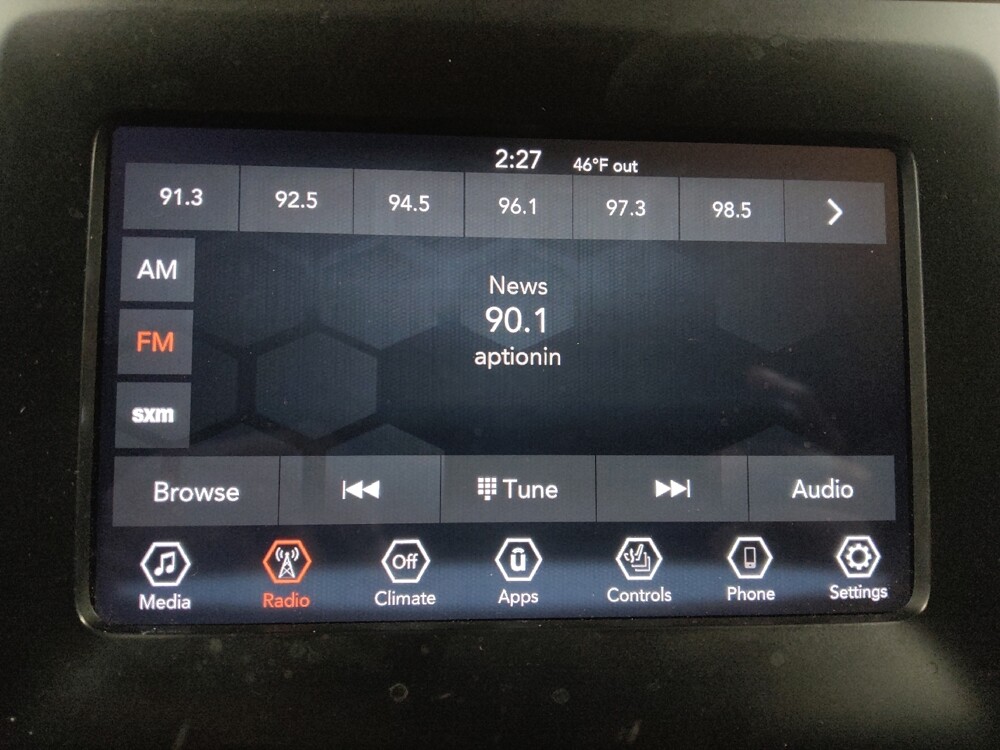 2:27 46°F out
91.3 92.5 94.5 96.1 97.3 98.5
AM
News
90.1
FM
aptionin
sxm
Browse Tune Audio
Off ū
Media Radio Climate Apps Controls Phone Settings